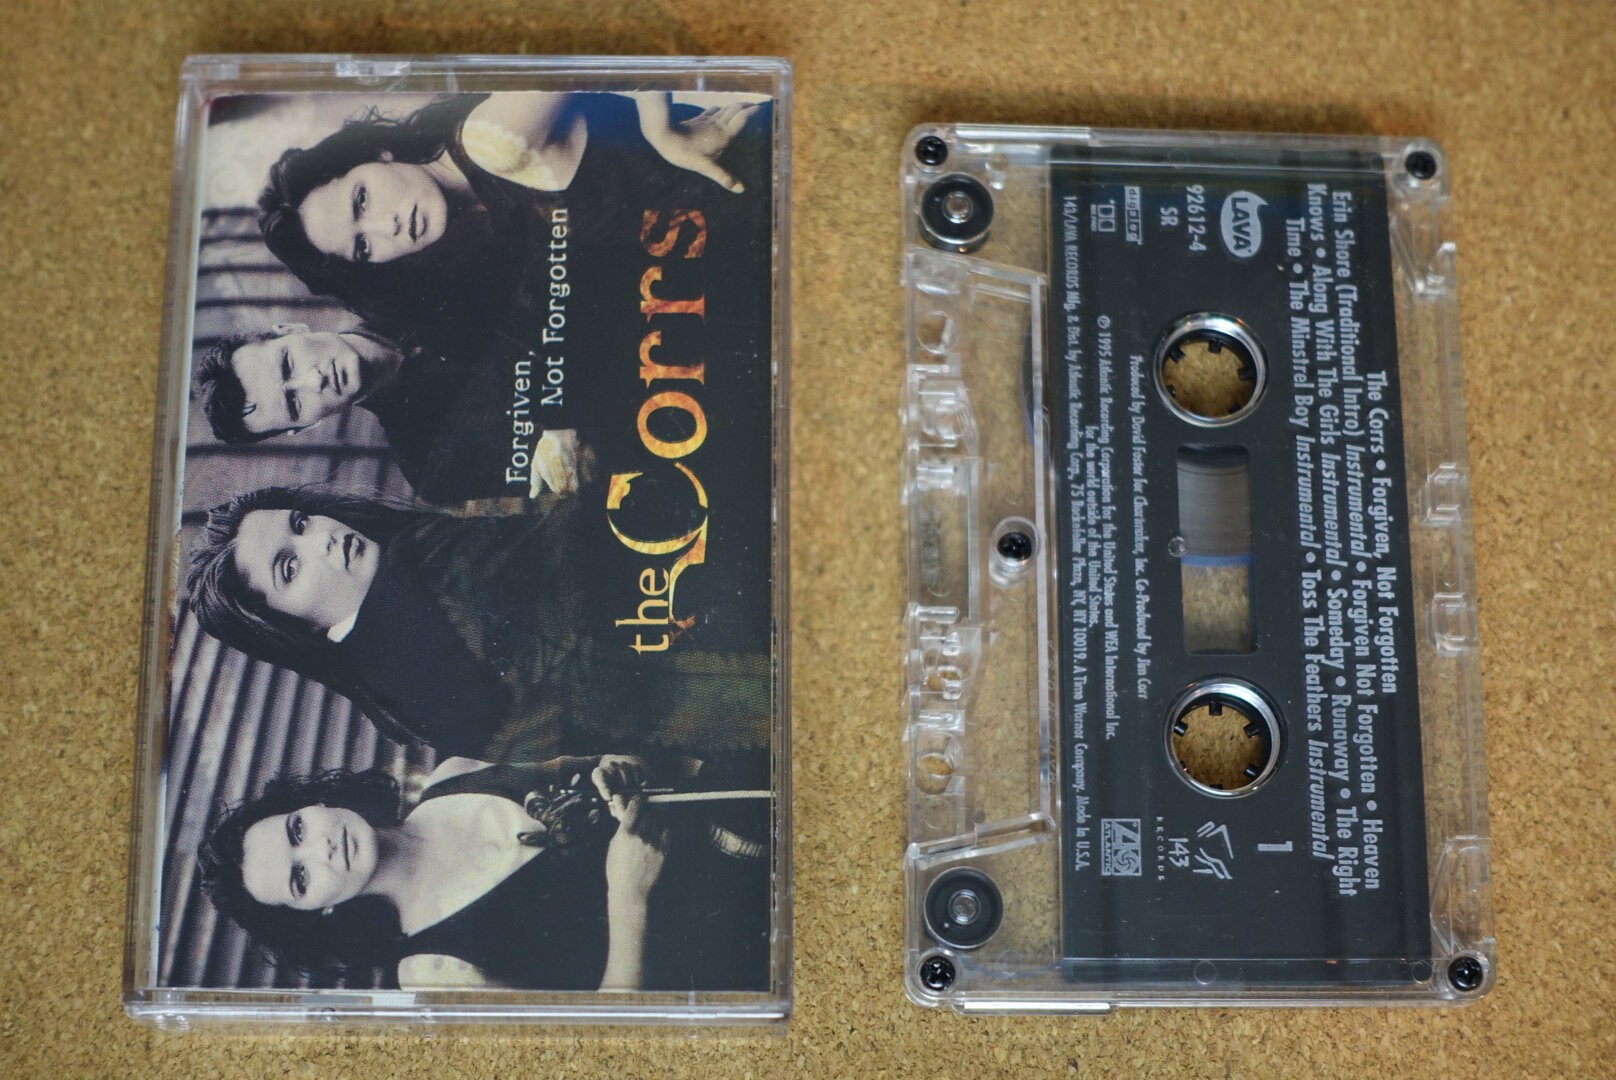 Forgiven,
Not Forgotten
the Corrs
The Corrs • Forgiven, Not Forgotten
Erin Shore (Traditional Intro) Instrumental • Forgiven Not Forgotten • Heaven
Knows • Along With The Girls Instrumental • Someday • Runaway • The Right
Time • The Minstrel Boy Instrumental • Toss The Feathers Instrumental
LAVA
92612-4
SR
1
143
RECORDS
digalog
Produced by David Foster for Chartmaker, Inc. Co-Produced by Jim Corr
℗ 1995 Atlantic Recording Corporation for the United States and WEA International Inc.
for the world outside of the United States.
143/LAVA RECORDS Mfg. & Dist. by Atlantic Recording Corp., 75 Rockefeller Plaza, NY, NY 10019. A Time Warner Company. Made in U.S.A.
ATLANTIC